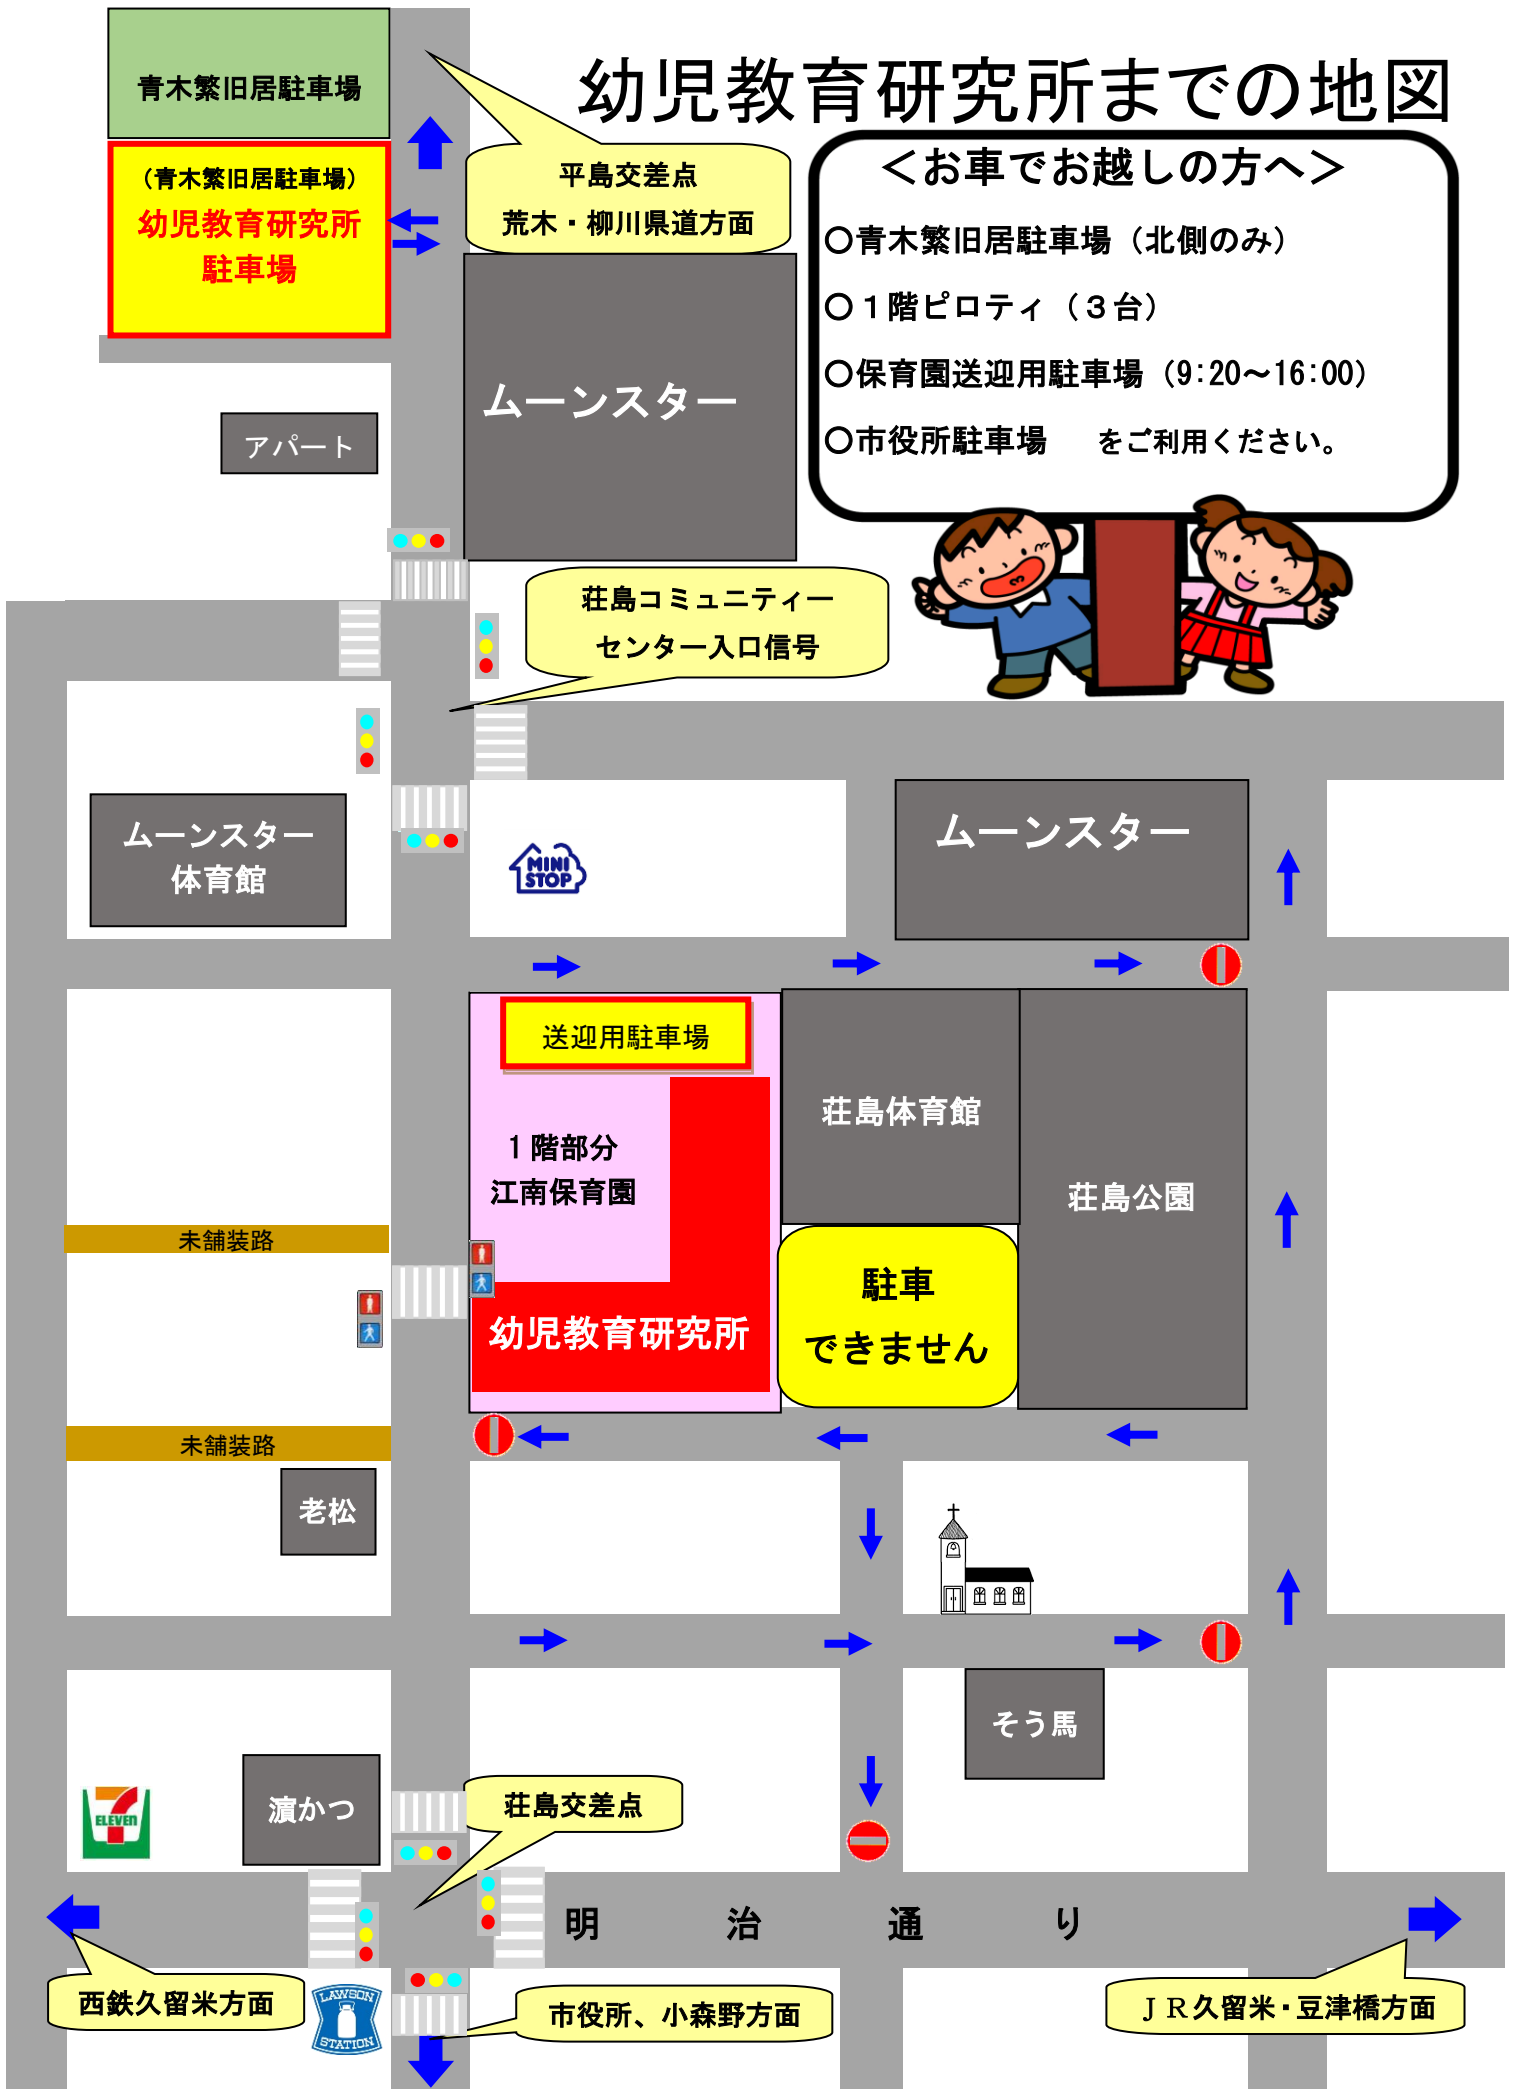 幼児教育研究所までの地図
青木繁旧居駐車場
（青木繁旧居駐車場）
幼児教育研究所
駐車場
平島交差点
荒木・柳川県道方面
＜お車でお越しの方へ＞
○青木繁旧居駐車場（北側のみ）
○１階ピロティ（３台）
○保育園送迎用駐車場（9:20～16:00）
○市役所駐車場　をご利用ください。
ムーンスター
アパート
荘島コミュニティー
センター入口信号
ムーンスター
体育館
MINI
STOP
ムーンスター
送迎用駐車場
１階部分
江南保育園
荘島体育館
荘島公園
未舗装路
駐車
できません
幼児教育研究所
未舗装路
老松
そう馬
ELEVEN
濵かつ
荘島交差点
明治通り
西鉄久留米方面
LAWSON
STATION
市役所、小森野方面
ＪＲ久留米・豆津橋方面